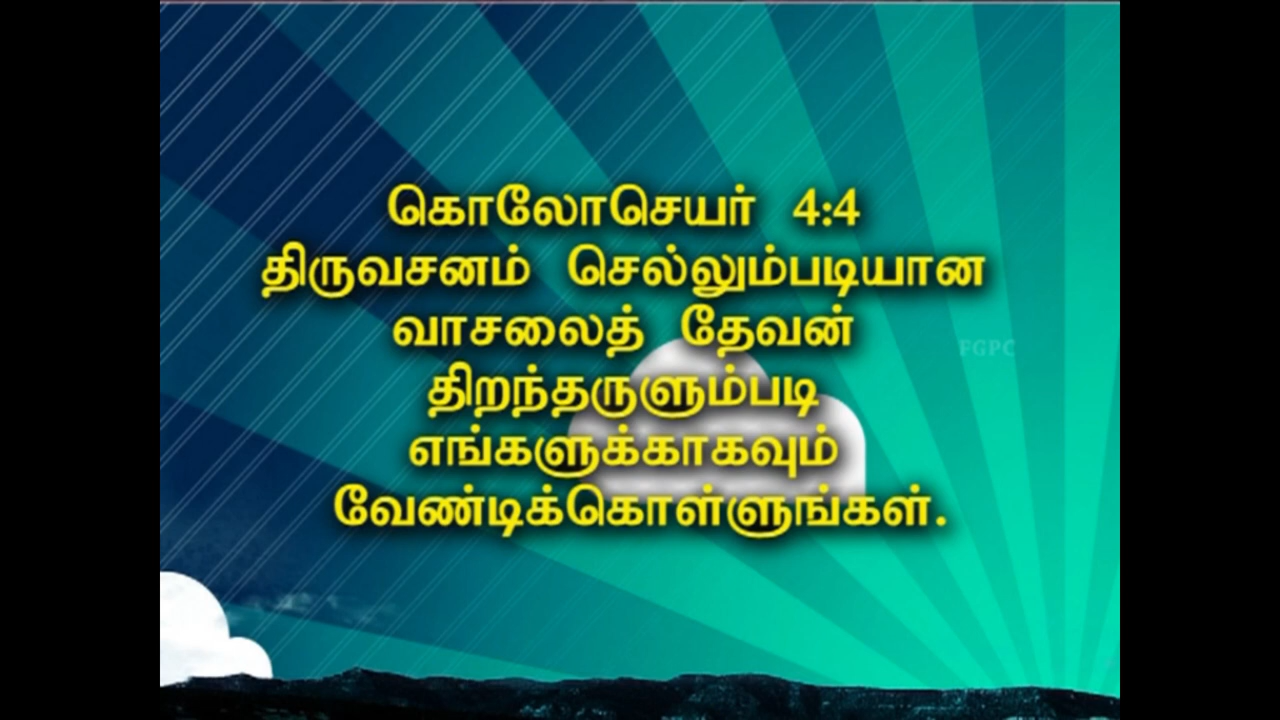 கொலோசெயர் 4:4
திருவசனம் செல்லும்படியான
வாசலைத் தேவன்
திறந்தருளும்படி
எங்களுக்காகவும்
வேண்டிக்கொள்ளுங்கள்.
FGPC